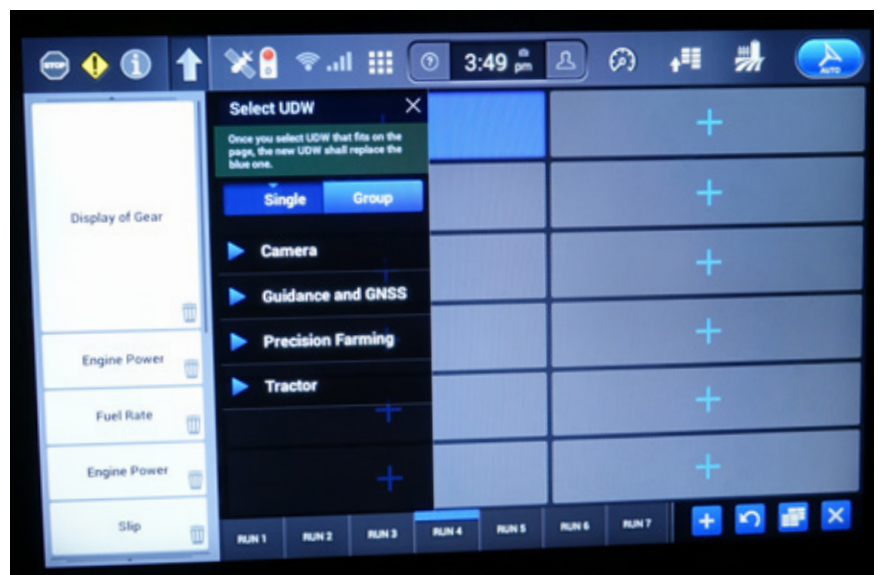 STOP
3:49 pm
AUTO
Select UDW
Once you select UDW that fits on the
page, the new UDW shall replace the
blue one.
Single
Group
Camera
Guidance and GNSS
Precision Farming
Tractor
Display of Gear
Engine Power
Fuel Rate
Engine Power
Slip
RUN 1
RUN 2
RUN 3
RUN 4
RUN 5
RUN 6
RUN 7